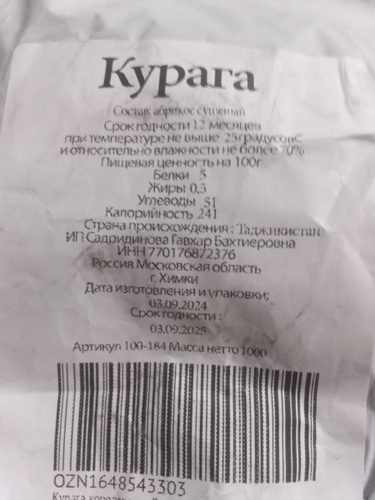 Курага
Состав: абрикос сушеный
Срок годности 12 месяцев
при температуре не выше 25градусовС
и относительно влажности не более 70%
Пищевая ценность на 100г
Белки 5
Жиры 0,3
Углеводы 51
Калорийность 241
Страна происхождения : Таджикистан
ИП Садридинова Гавхар Бахтиеровна
ИНН 770176872376
Россия Московская область
г. Химки
Дата изготовления и упаковки;
03.09.2024
Срок годности :
03.09.2025
Артикул 100-184 Масса нетто 1000
OZN1648543303
Курага